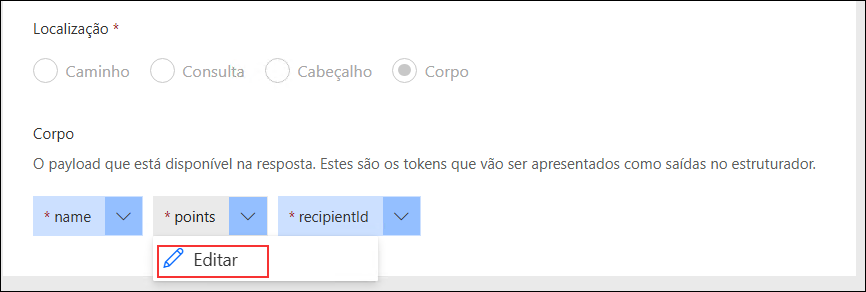 Localização *
Caminho Consulta Cabeçalho Corpo
Corpo
O payload que está disponível na resposta. Estes são os tokens que vão ser apresentados como saídas no estruturador.
* name * points * recipientId
Editar